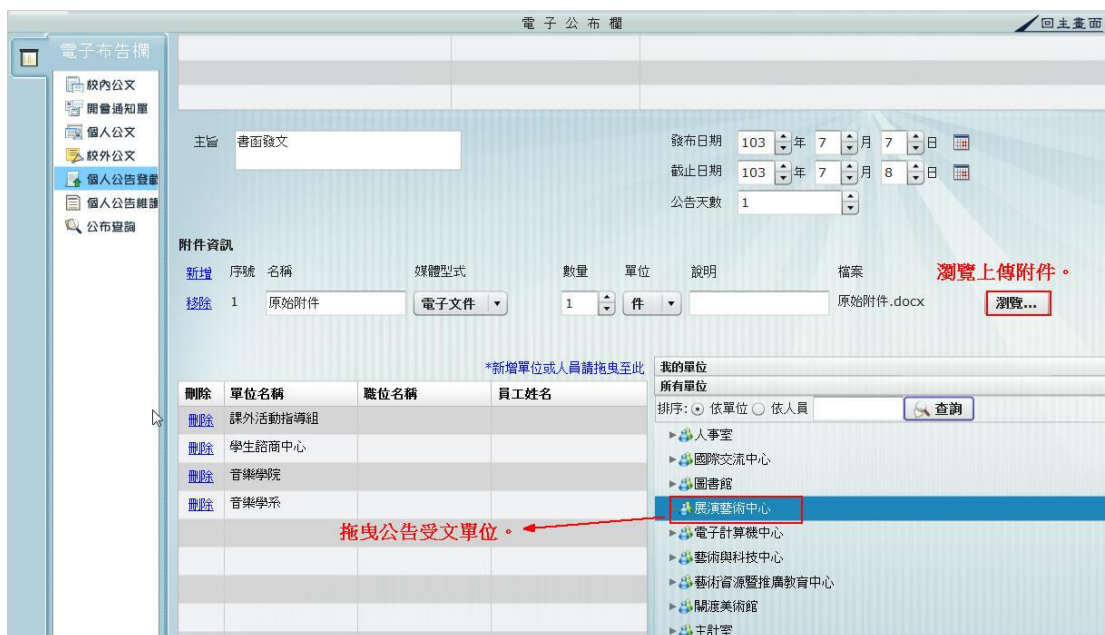 電子公布欄
回主畫面
電子布告欄
校內公文
開會通知單
個人公文
校外公文
個人公告登載
個人公告維護
公布查詢
主旨 書函發文
發布日期 103 年 7 月 7 日
截止日期 103 年 7 月 8 日
公告天數 1
附件資訊
新增 序號 名稱 媒體型式 數量 單位 說明 檔案
瀏覽上傳附件。
移除 1 原始附件 電子文件 1 件 原始附件.docx 瀏覽...
*新增單位或人員請拖曳至此
刪除 單位名稱 職位名稱 員工姓名
刪除 課外活動指導組
刪除 學生諮商中心
刪除 音樂學院
刪除 音樂學系
拖曳公告受文單位。
我的單位
所有單位
排序: 依單位 依人員 查詢
人事室
國際交流中心
圖書館
展演藝術中心
電子計算機中心
藝術與科技中心
藝術資源暨推廣教育中心
關渡美術館
主計室